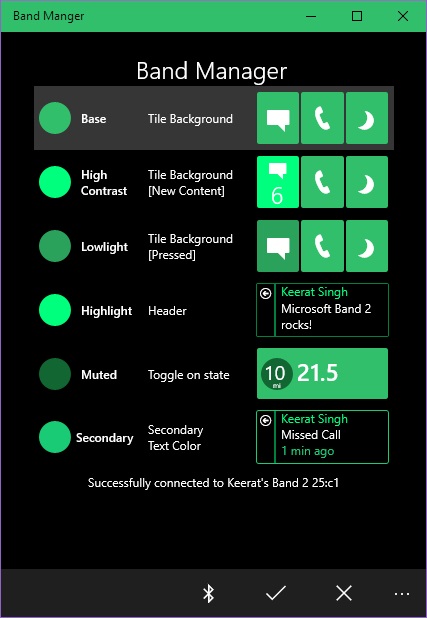 Band Manger
Band Manager
Base
Tile Background
High
Contrast
Tile Background
[New Content]
6
Lowlight
Tile Background
[Pressed]
Highlight
Header
Keerat Singh
Microsoft Band 2
rocks!
Muted
Toggle on state
10
mi
21.5
Secondary
Secondary
Text Color
Keerat Singh
Missed Call
1 min ago
Successfully connected to Keerat's Band 2 25:c1